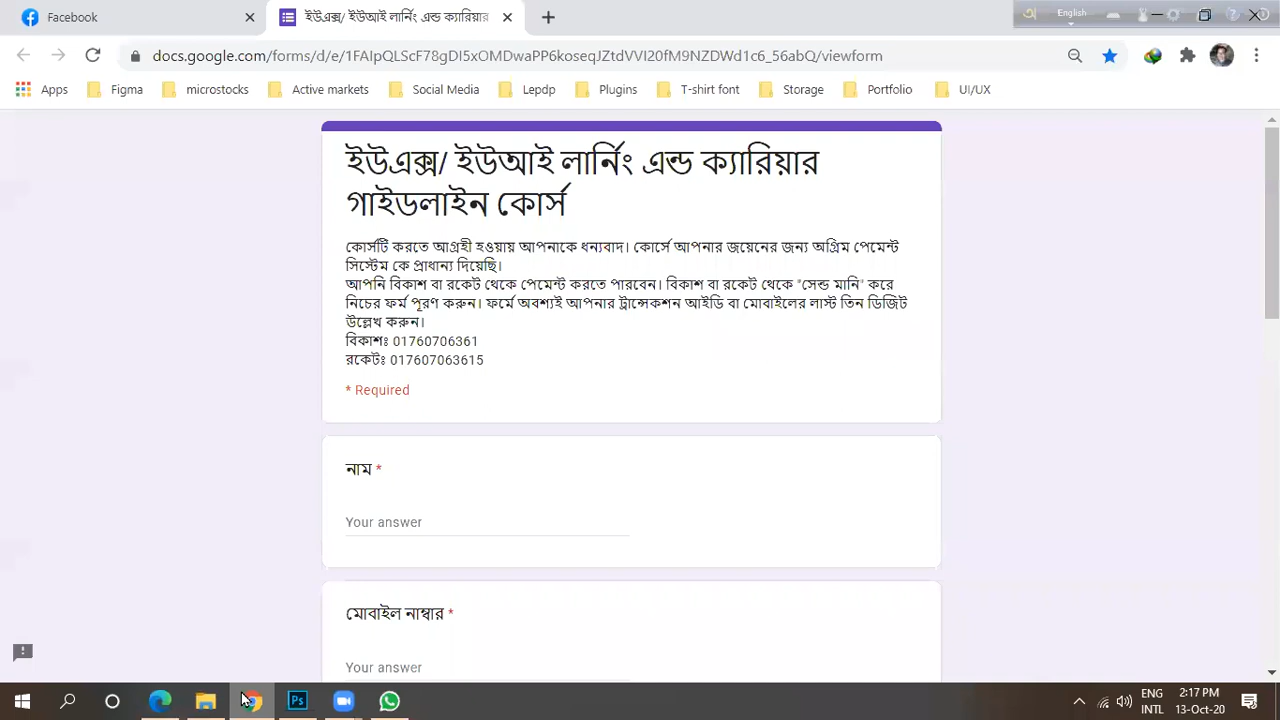 Facebook
ইউএক্স/ ইউআই লার্নিং এন্ড ক্যারিয়ার
English
docs.google.com/forms/d/e/1FAIpQLScF78gDI5xOMDwaPP6koseqJZtdVVI20fM9NZDWd1c6_56abQ/viewform
Apps Figma microstocks Active markets Social Media Lepdp Plugins T-shirt font Storage Portfolio UI/UX
ইউএক্স/ ইউআই লার্নিং এন্ড ক্যারিয়ার
গাইডলাইন কোর্স
কোর্সটি করতে আগ্রহী হওয়ায় আপনাকে ধন্যবাদ। কোর্সে আপনার জয়েনের জন্য অগ্রিম পেমেন্ট
সিস্টেম কে প্রাধান্য দিয়েছি।
আপনি বিকাশ বা রকেট থেকে পেমেন্ট করতে পারবেন। বিকাশ বা রকেট থেকে "সেন্ড মানি" করে
নিচের ফর্ম পূরণ করুন। ফর্মে অবশ্যই আপনার ট্রান্সেকশন আইডি বা মোবাইলের লাস্ট তিন ডিজিট
উল্লেখ করুন।
বিকাশঃ 01760706361
রকেটঃ 017607063615
* Required
নাম *
Your answer
মোবাইল নাম্বার *
Your answer
Ps
ENG
INTL
2:17 PM
13-Oct-20